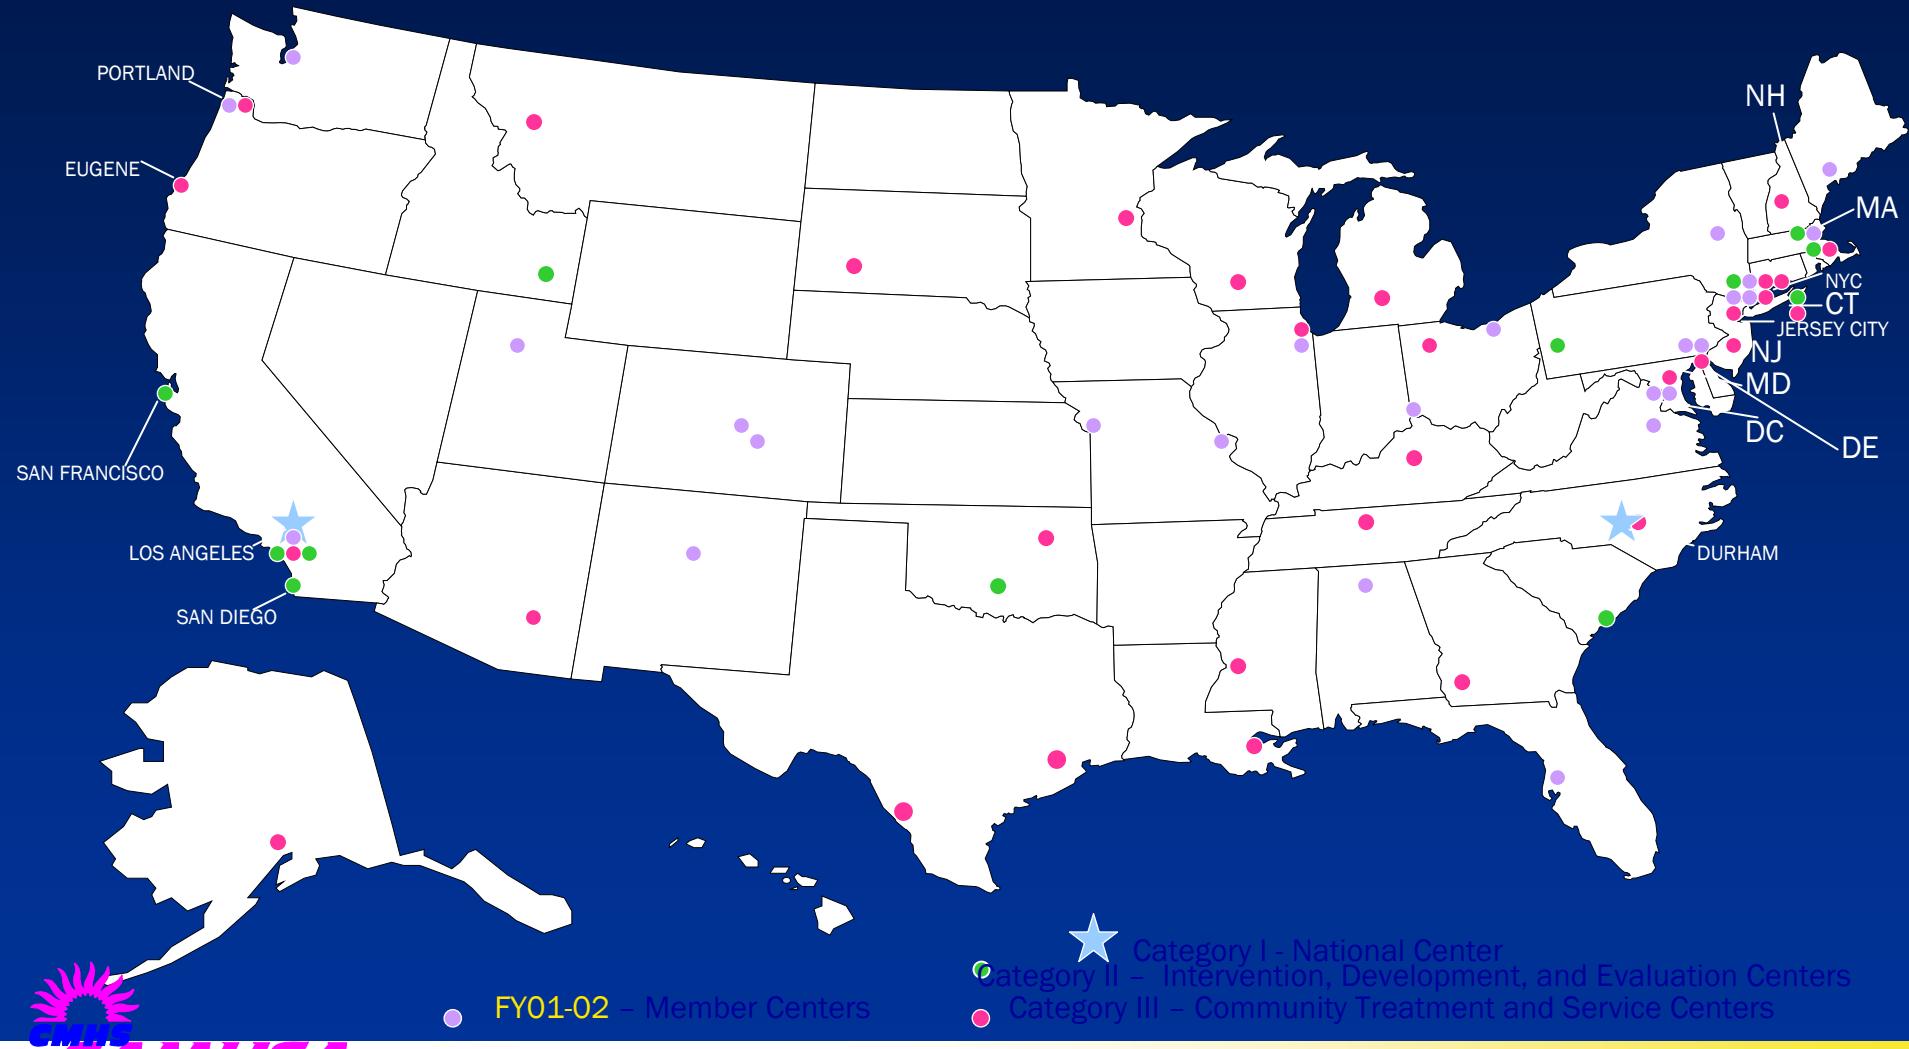 PORTLAND
NH
EUGENE
MA
NYC
CT
JERSEY CITY
NJ
MD
DC
DE
SAN FRANCISCO
LOS ANGELES
DURHAM
SAN DIEGO
Category I - National Center
Category II – Intervention, Development, and Evaluation Centers
FY01-02 – Member Centers
Category III – Community Treatment and Service Centers
CMHS